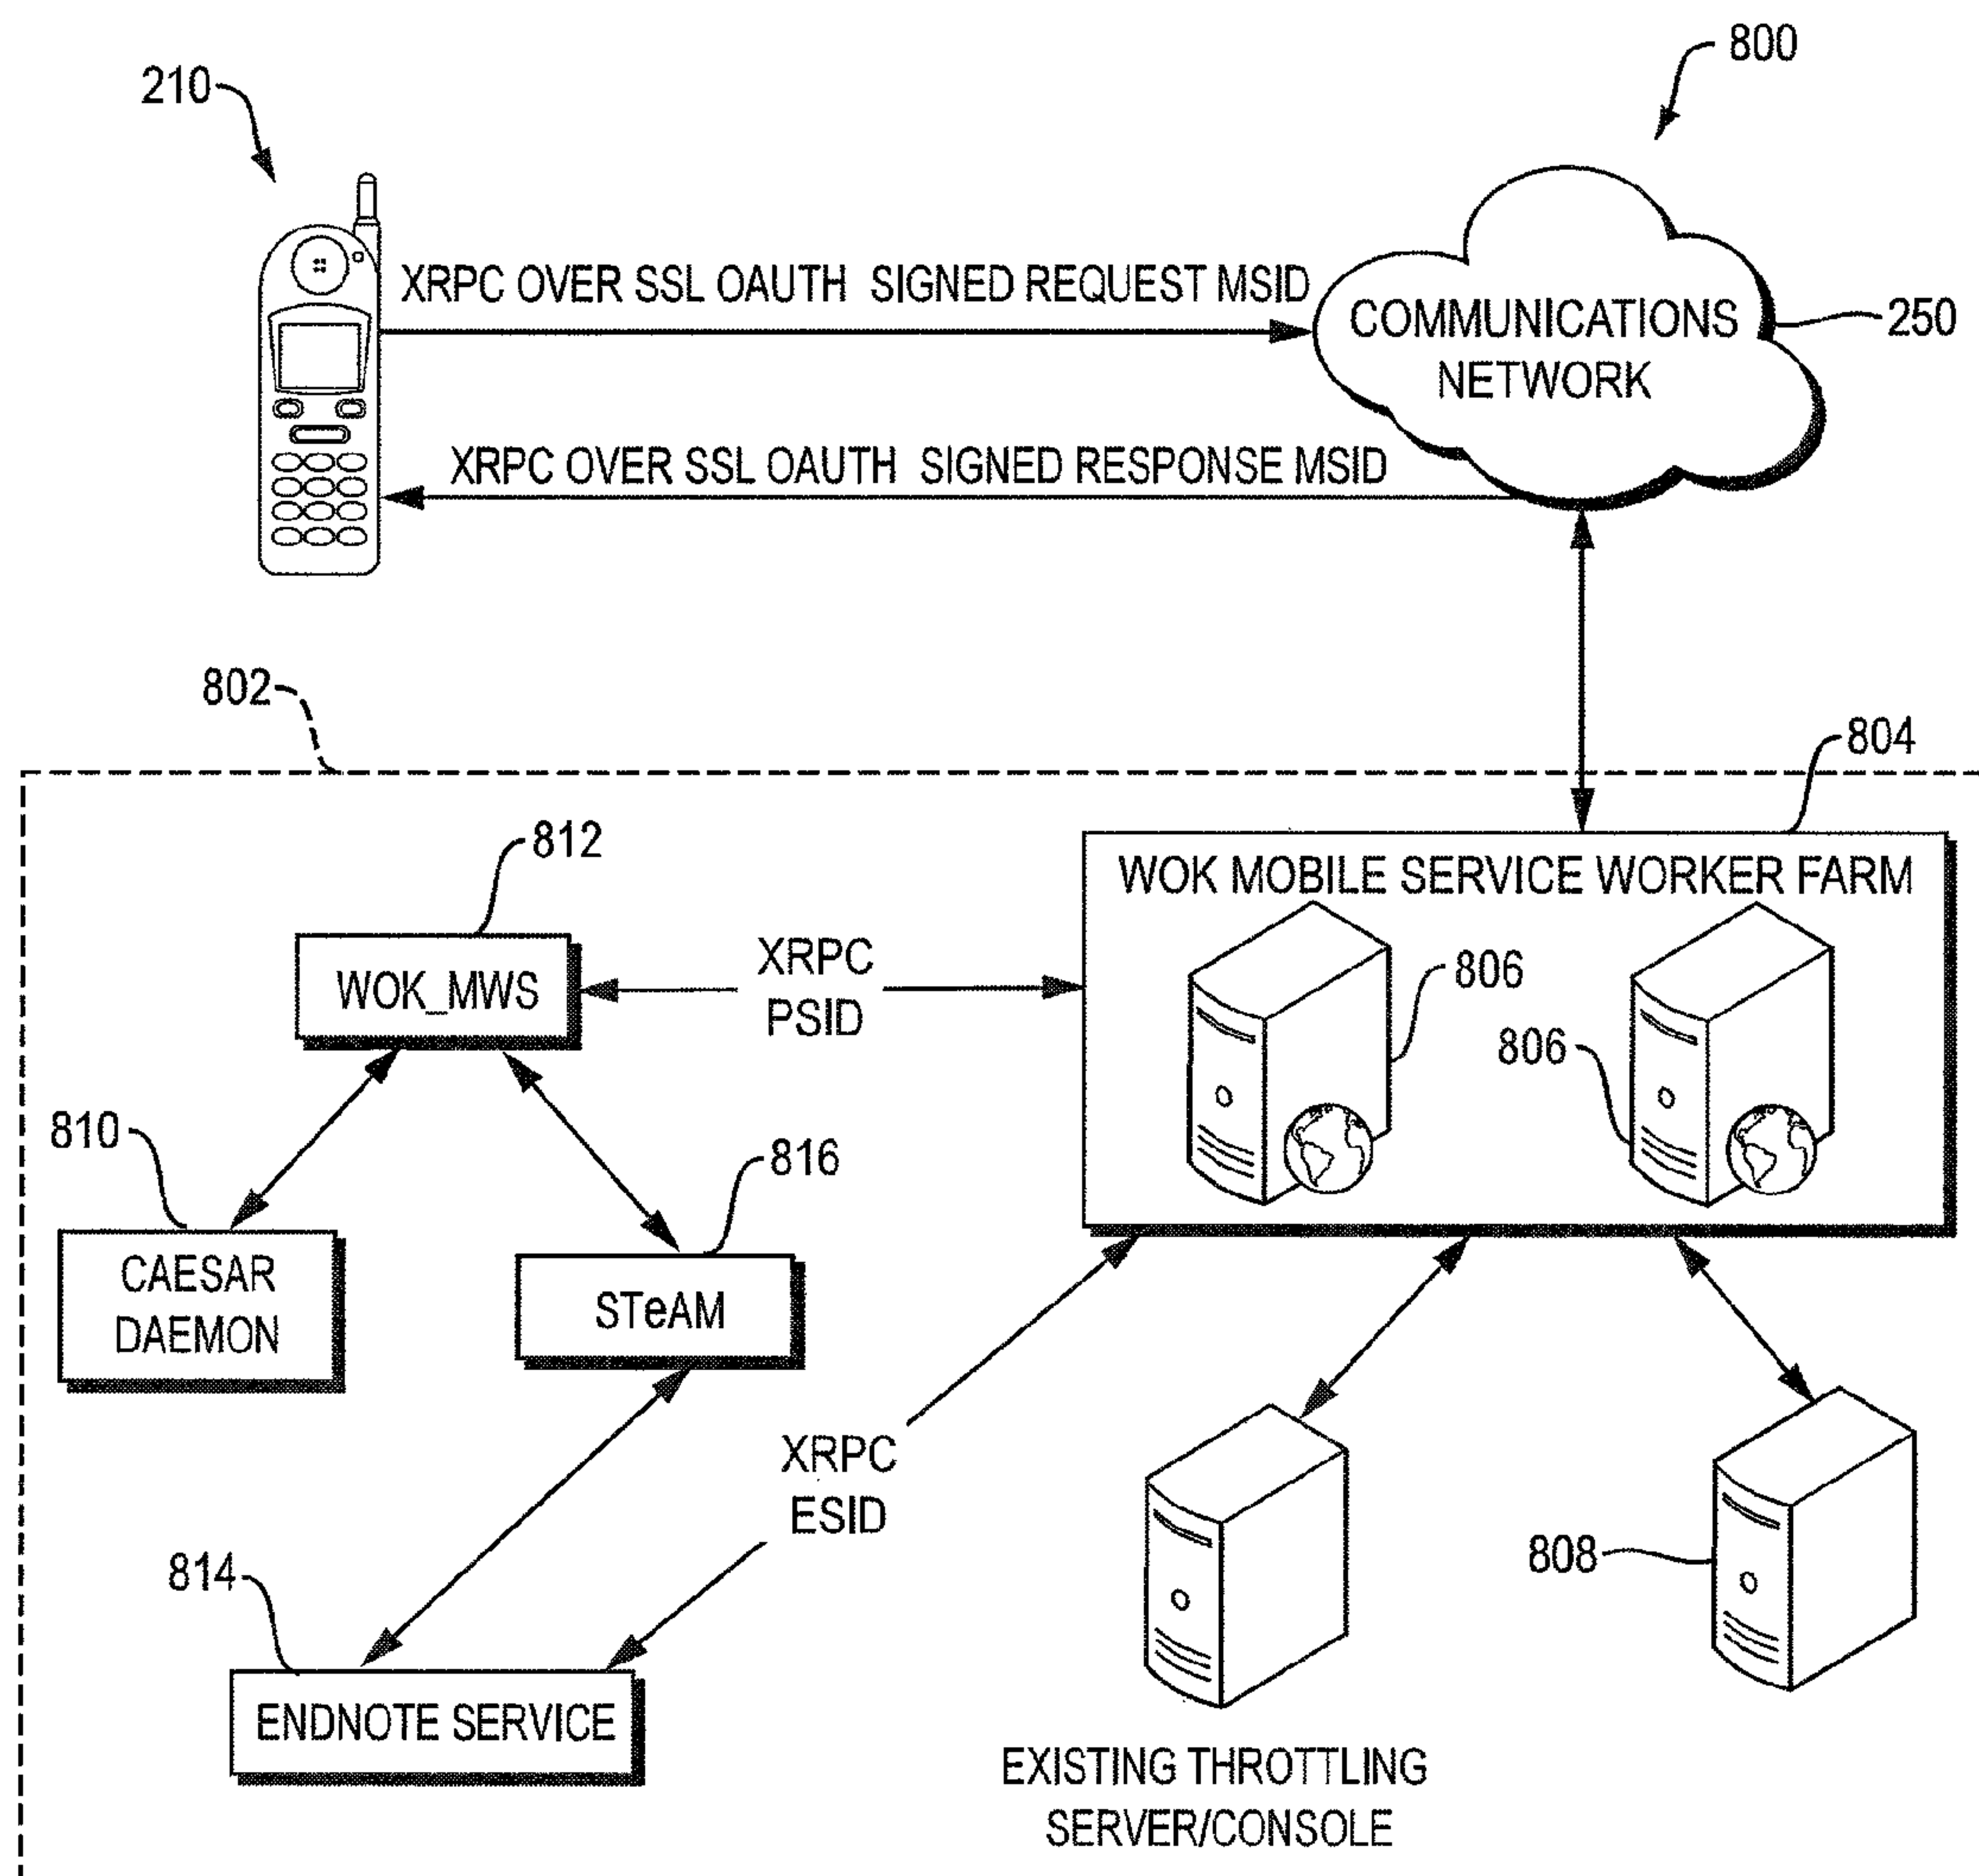 800
210
XRPC OVER SSL OAUTH SIGNED REQUEST MSID
COMMUNICATIONS
NETWORK
250
XRPC OVER SSL OAUTH SIGNED RESPONSE MSID
802
804
812
WOK MOBILE SERVICE WORKER FARM
WOK_MWS
XRPC
PSID
806
806
810
816
CAESAR
DAEMON
STeAM
XRPC
ESID
814
808
ENDNOTE SERVICE
EXISTING THROTTLING
SERVER/CONSOLE